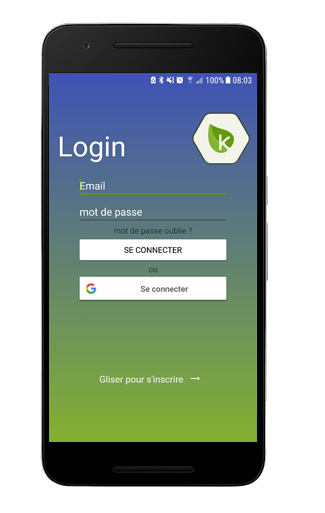 100% 08:03
Login
K
Email
mot de passe
mot de passe oublie ?
SE CONNECTER
ou
G Se connecter
Gliser pour s'inscrire →